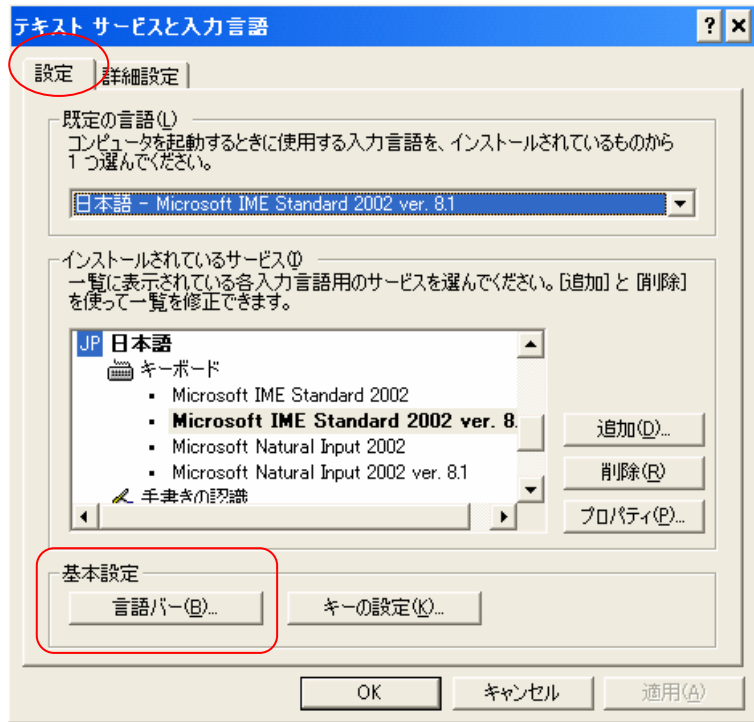 テキスト サービスと入力言語
設定
詳細設定
既定の言語(L)
コンピュータを起動するときに使用する入力言語を、インストールされているものから
1 つ選んでください。
日本語 - Microsoft IME Standard 2002 ver. 8.1
インストールされているサービス(I)
一覧に表示されている各入力言語用のサービスを選んでください。[追加] と [削除]
を使って一覧を修正できます。
JP 日本語
キーボード
Microsoft IME Standard 2002
Microsoft IME Standard 2002 ver. 8.
Microsoft Natural Input 2002
Microsoft Natural Input 2002 ver. 8.1
手書きの認識
追加(D)...
削除(R)
プロパティ(P)...
基本設定
言語バー(B)...
キーの設定(K)...
OK
キャンセル
適用(A)